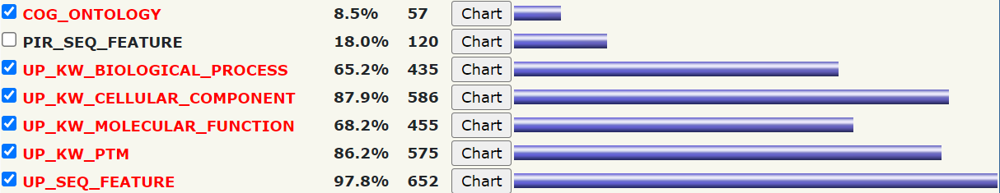 COG_ONTOLOGY 8.5% 57 Chart
PIR_SEQ_FEATURE 18.0% 120 Chart
UP_KW_BIOLOGICAL_PROCESS 65.2% 435 Chart
UP_KW_CELLULAR_COMPONENT 87.9% 586 Chart
UP_KW_MOLECULAR_FUNCTION 68.2% 455 Chart
UP_KW_PTM 86.2% 575 Chart
UP_SEQ_FEATURE 97.8% 652 Chart